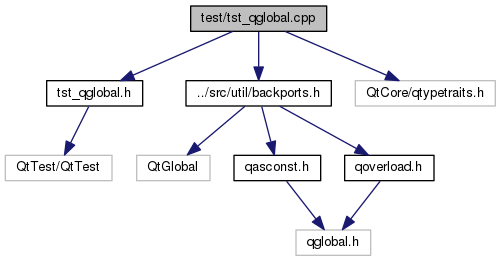 test/tst_qglobal.cpp
tst_qglobal.h
../src/util/backports.h
QtCore/qtypetraits.h
QtTest/QtTest
QtGlobal
qasconst.h
qoverload.h
qglobal.h